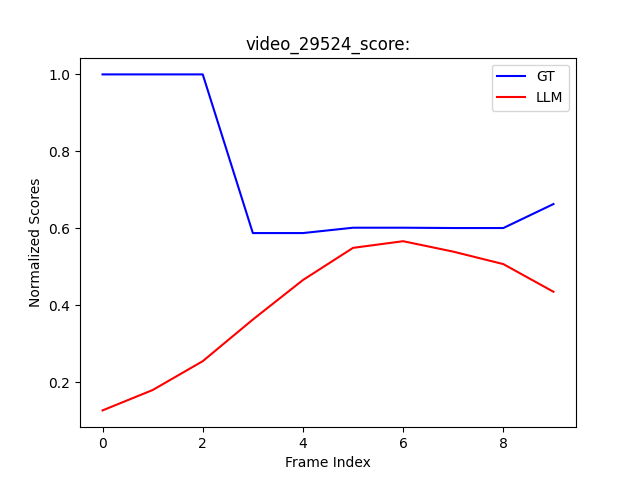 video_29524_score:
GT
LLM
1.0
0.8
0.6
0.4
0.2
Normalized Scores
0 2 4 6 8
Frame Index